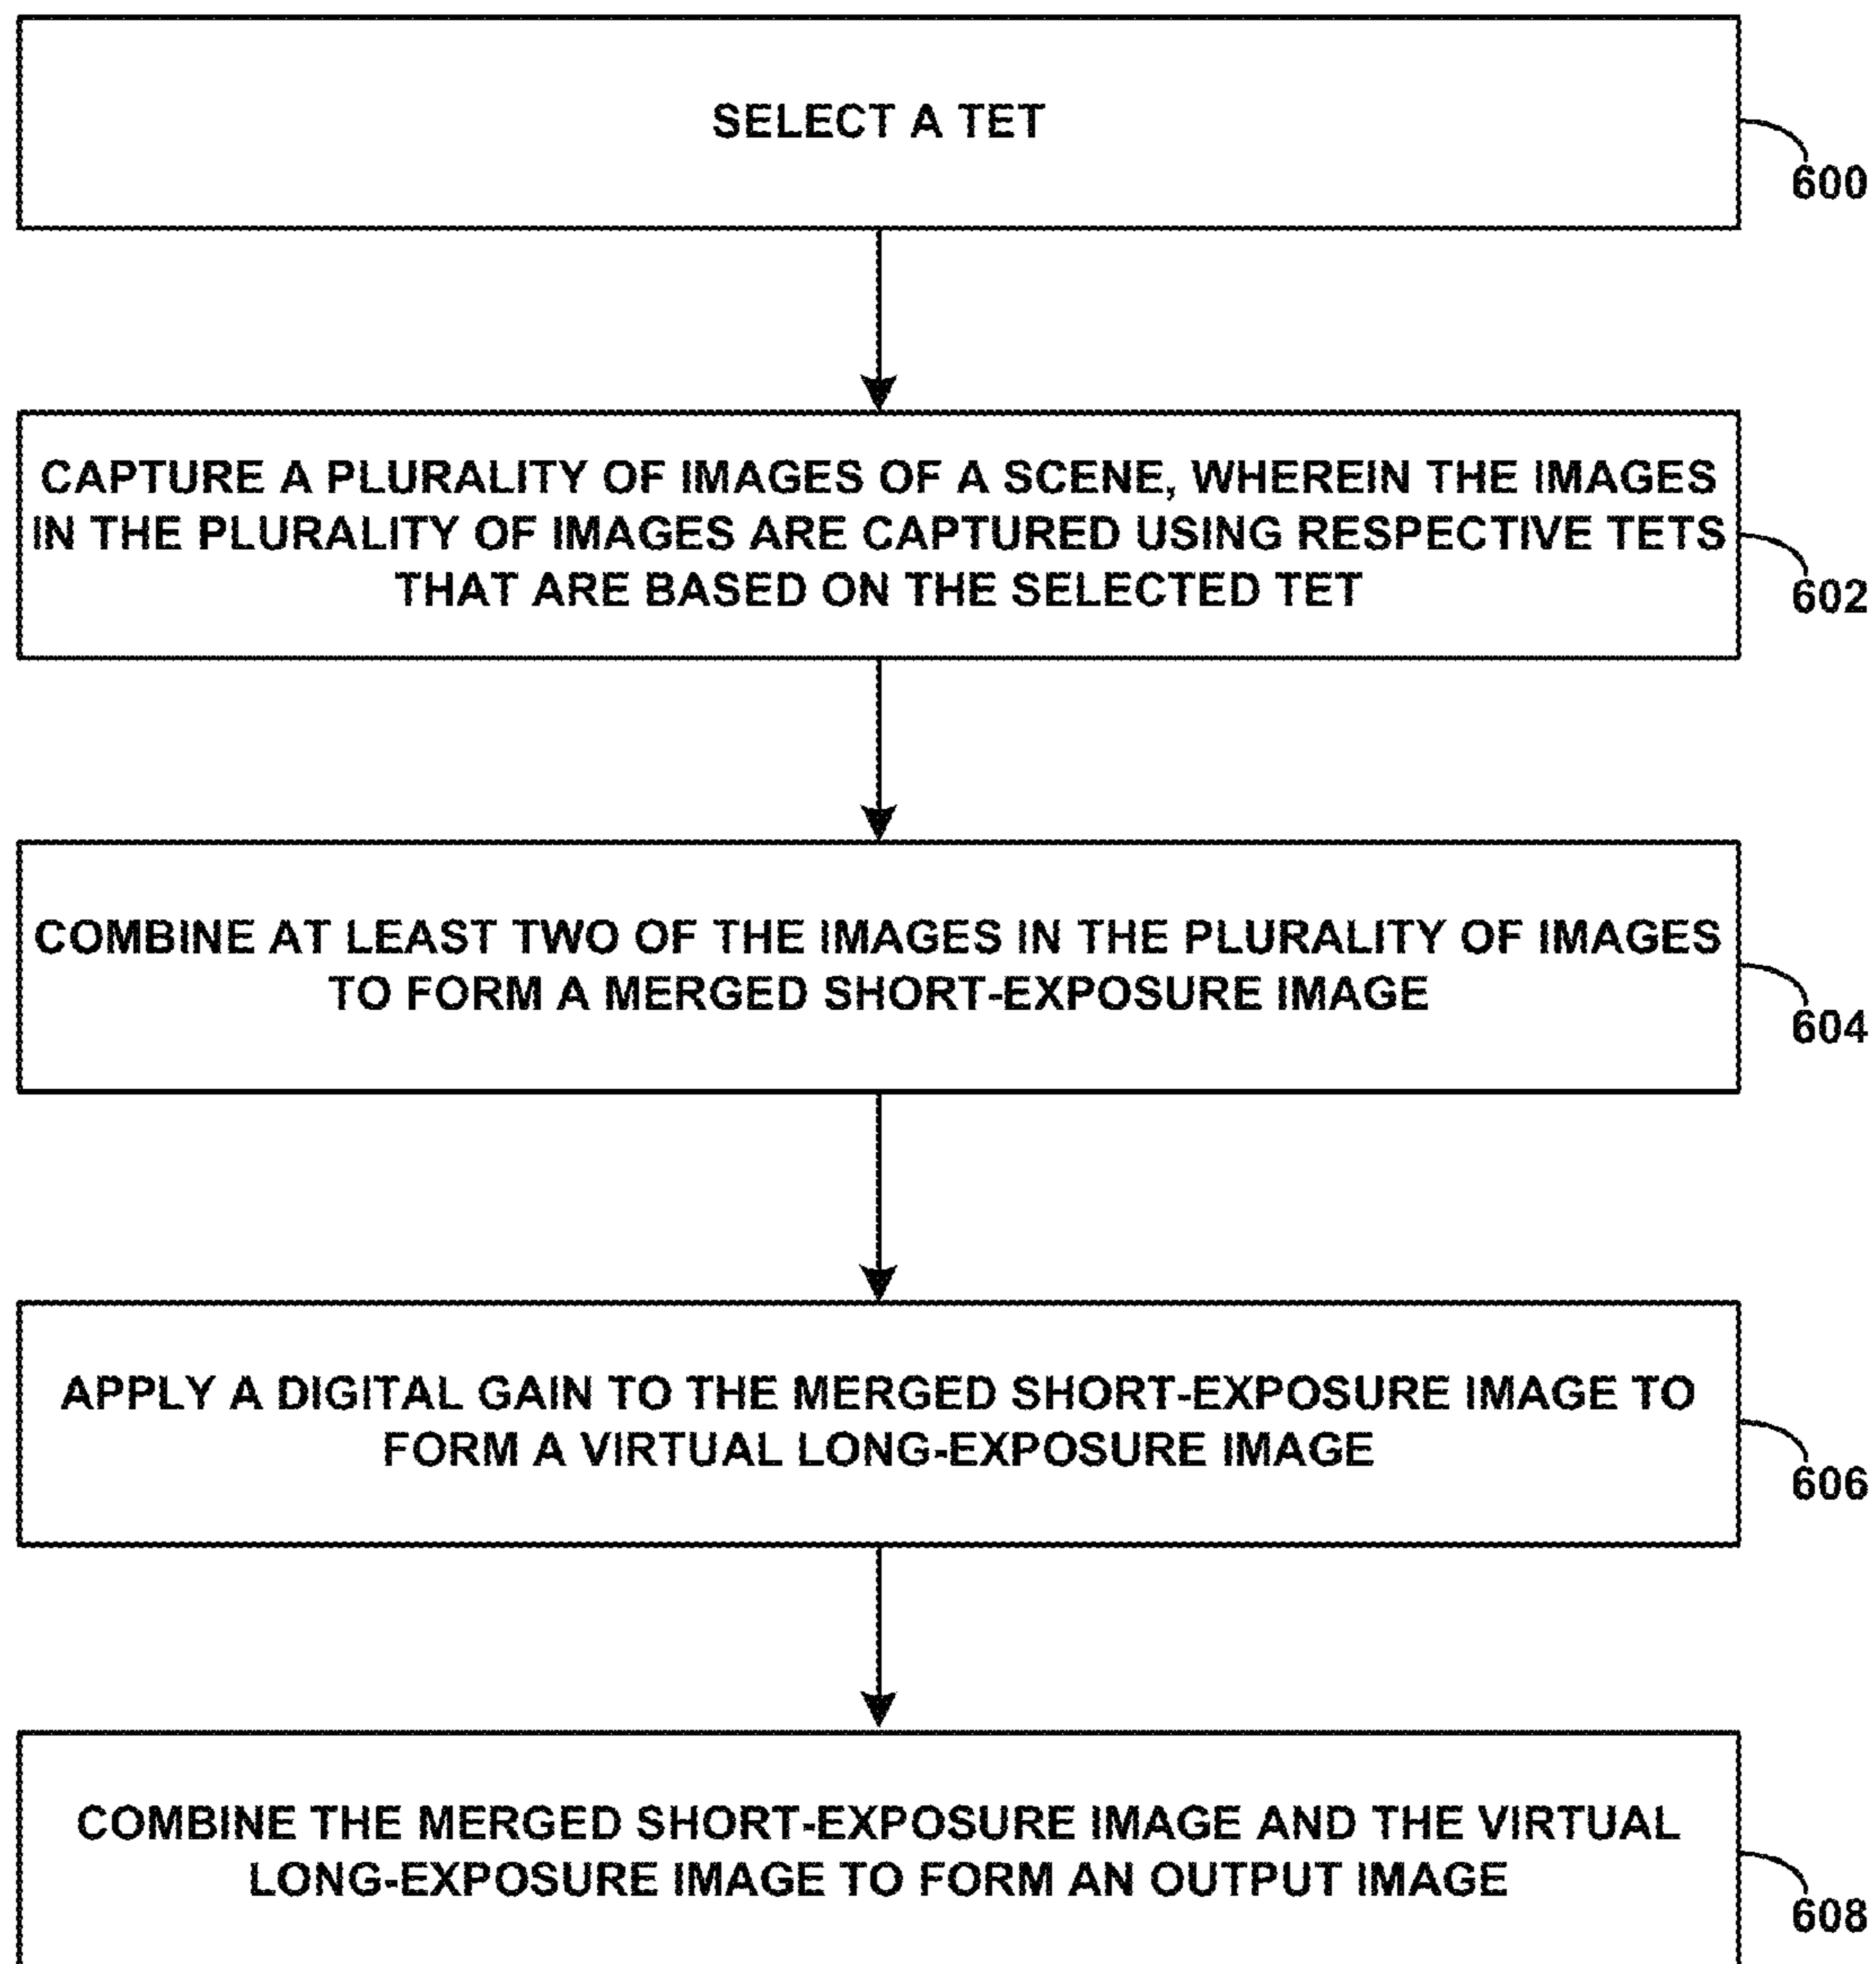 SELECT A TET
600
CAPTURE A PLURALITY OF IMAGES OF A SCENE, WHEREIN THE IMAGES
IN THE PLURALITY OF IMAGES ARE CAPTURED USING RESPECTIVE TETS
THAT ARE BASED ON THE SELECTED TET
602
COMBINE AT LEAST TWO OF THE IMAGES IN THE PLURALITY OF IMAGES
TO FORM A MERGED SHORT-EXPOSURE IMAGE
604
APPLY A DIGITAL GAIN TO THE MERGED SHORT-EXPOSURE IMAGE TO
FORM A VIRTUAL LONG-EXPOSURE IMAGE
606
COMBINE THE MERGED SHORT-EXPOSURE IMAGE AND THE VIRTUAL
LONG-EXPOSURE IMAGE TO FORM AN OUTPUT IMAGE
608